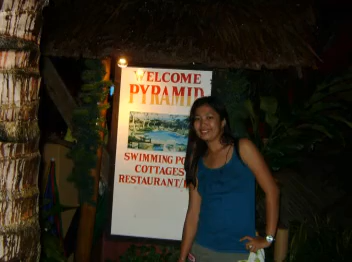 WELCOME
PYRAMID
SWIMMING PO
COTTAGES
RESTAURANT/